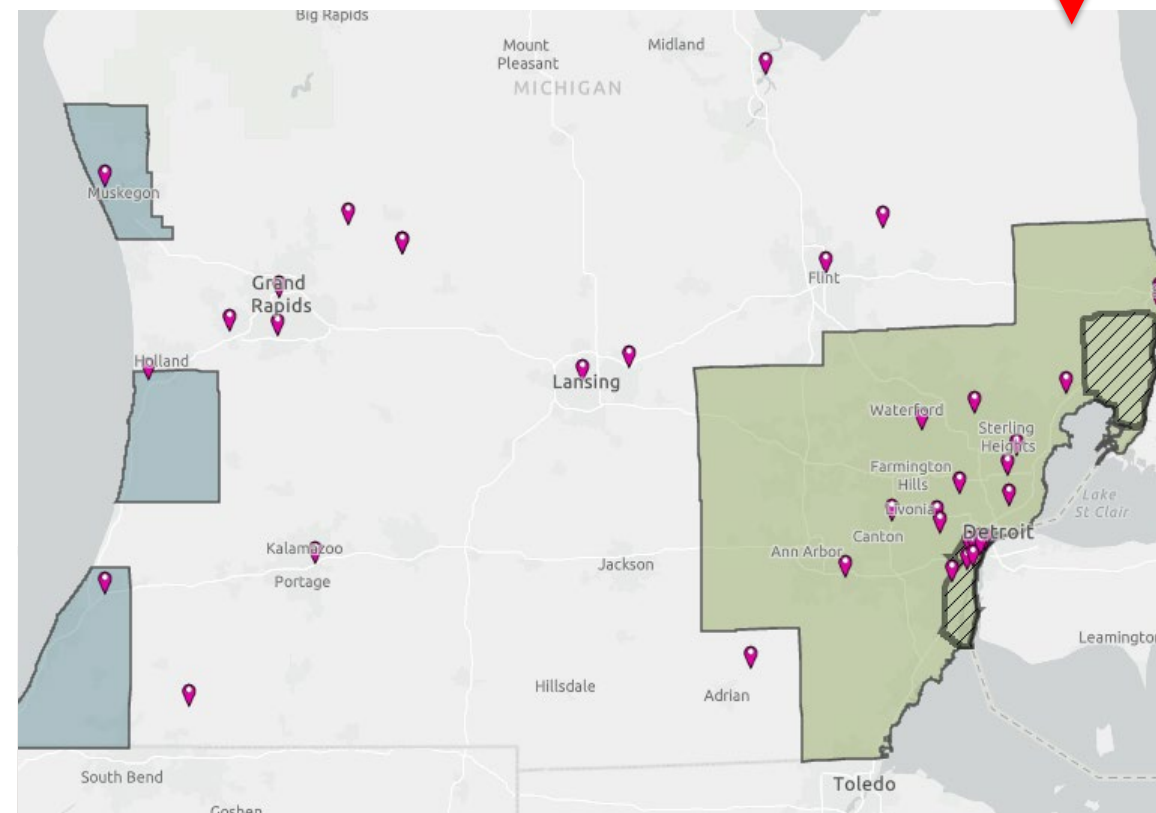 Big Rapids
Mount
Pleasant
Midland
MICHIGAN
Muskegon
Grand
Rapids
Flint
Holland
Lansing
Waterford
Sterling
Heights
Farmington
Hills
Livonia
Lake
St Clair
Detroit
Canton
Ann Arbor
Kalamazoo
Portage
Jackson
Leamington
Hillsdale
Adrian
South Bend
Toledo
Goshen